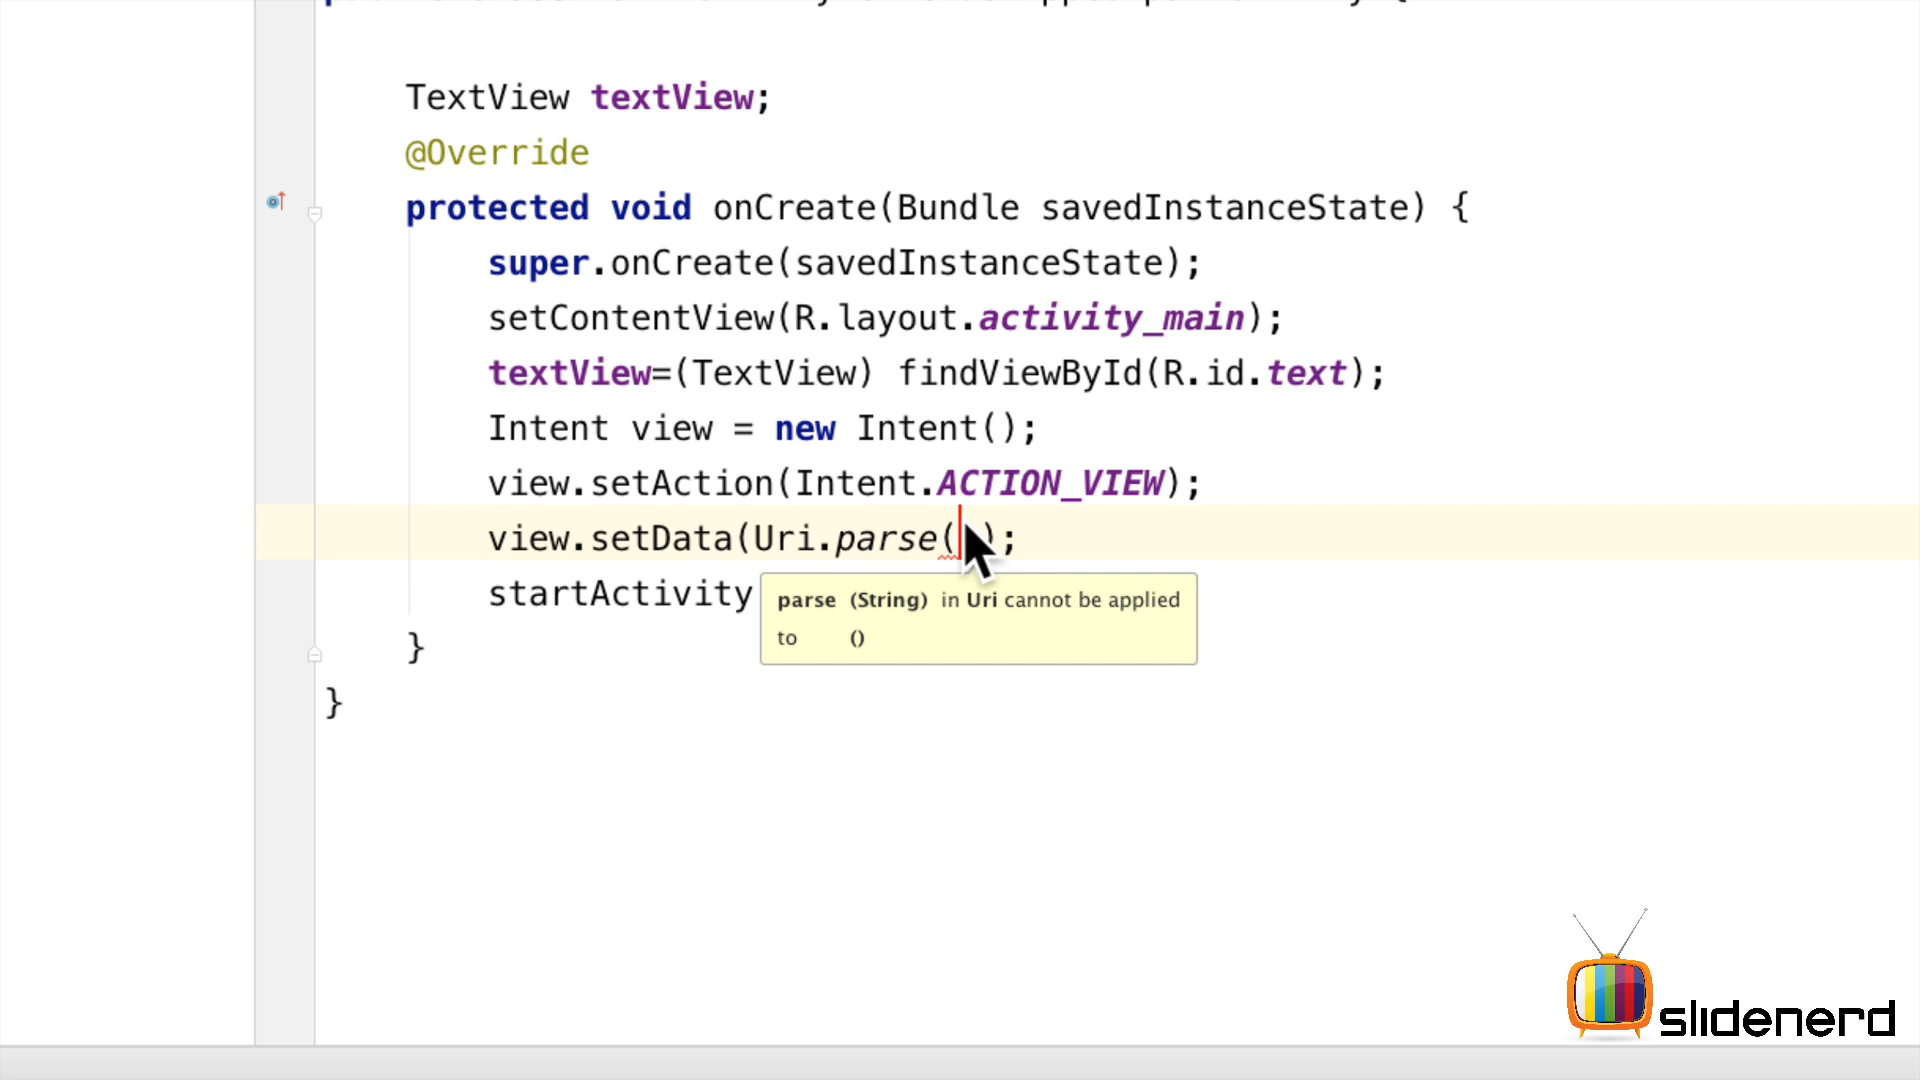 TextView textView;
@Override
protected void onCreate(Bundle savedInstanceState) {
super.onCreate(savedInstanceState);
setContentView(R.layout.activity_main);
textView=(TextView) findViewById(R.id.text);
Intent view = new Intent();
view.setAction(Intent.ACTION_VIEW);
view.setData(Uri.parse();
startActivity
parse (String) in Uri cannot be applied
to ()
}
}
slidenerd